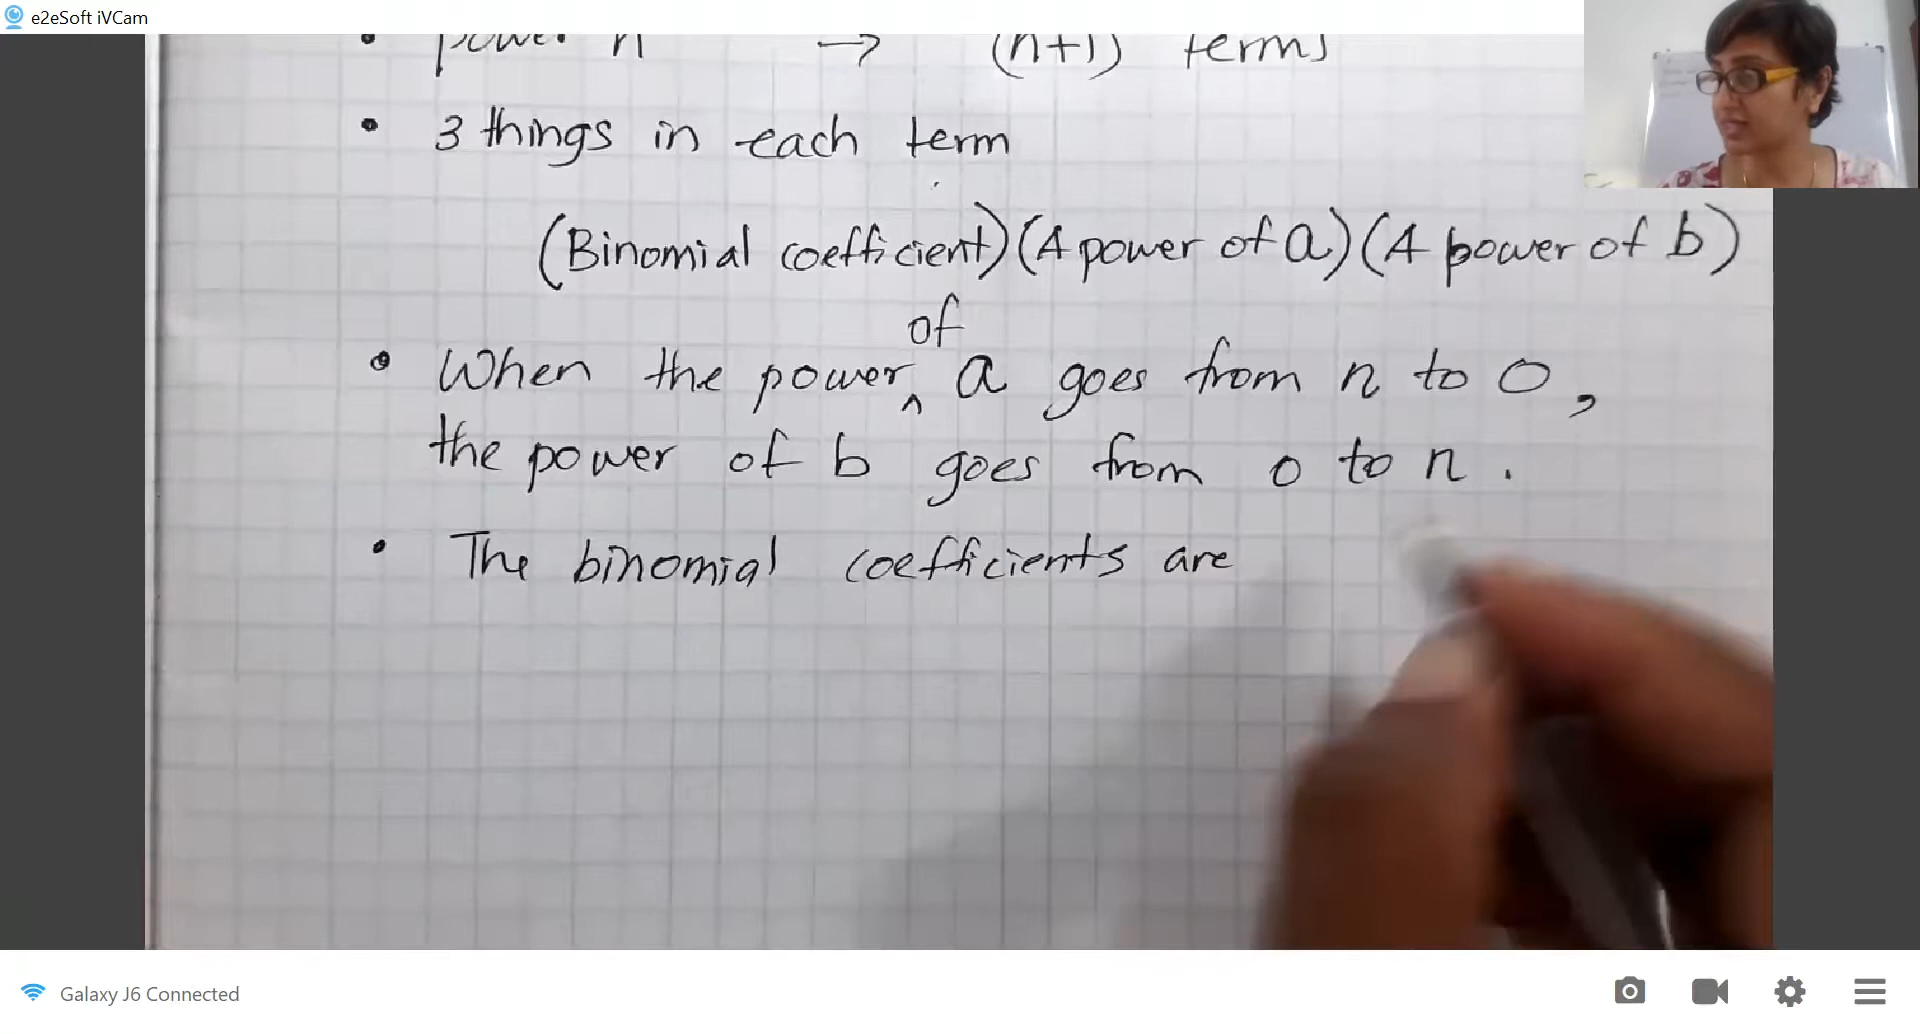 e2eSoft iVCam
• power n → (n+1) terms
• 3 things in each term
(Binomial coefficient)(A power of a)(A power of b)
of
• When the power ^ a goes from n to 0,
the power of b goes from 0 to n.
• The binomial coefficients are
Galaxy J6 Connected